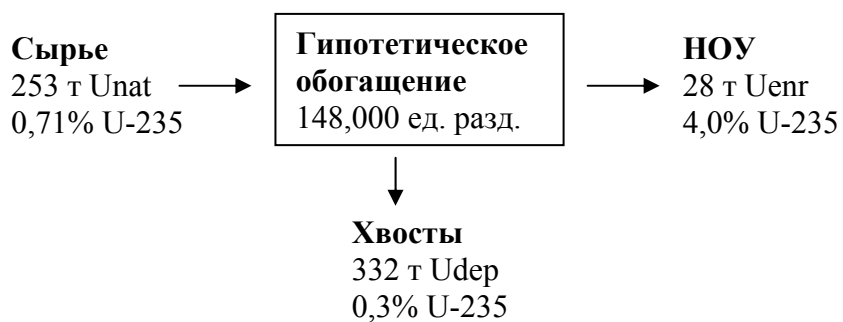 Сырье
253 т Unat
0,71% U-235
Гипотетическое
обогащение
148,000 ед. разд.
НОУ
28 т Uenr
4,0% U-235
Хвосты
332 т Udep
0,3% U-235